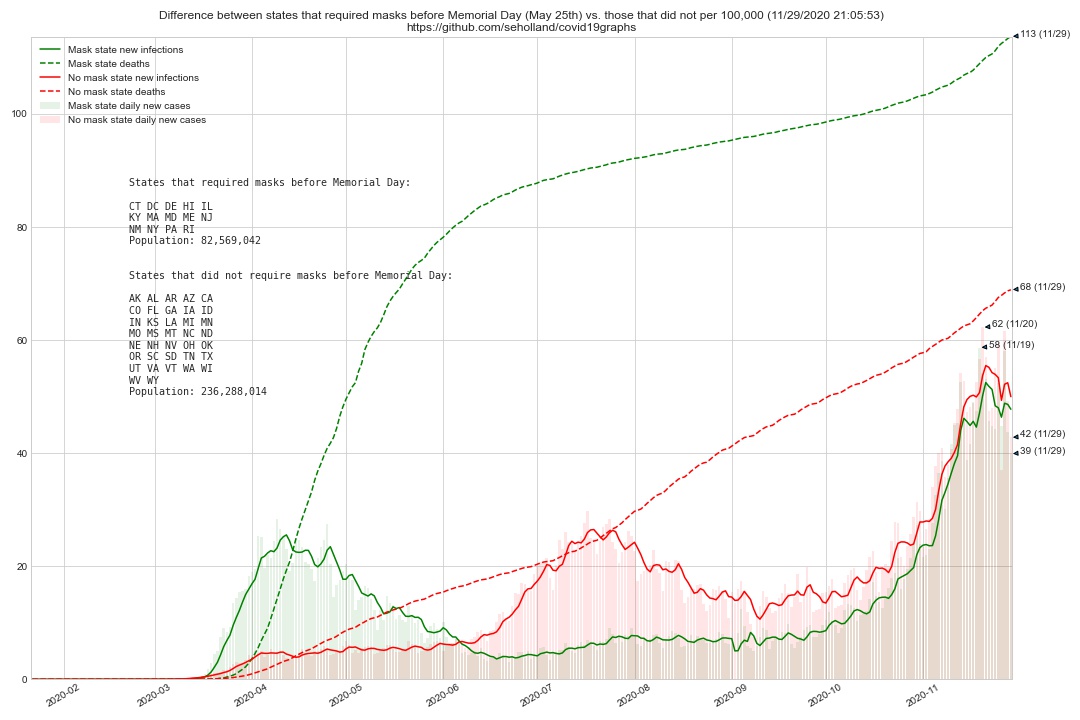 Difference between states that required masks before Memorial Day (May 25th) vs. those that did not per 100,000 (11/29/2020 21:05:53)
https://github.com/seholland/covid19graphs
Mask state new infections
Mask state deaths
No mask state new infections
No mask state deaths
Mask state daily new cases
No mask state daily new cases
States that required masks before Memorial Day:
CT DC DE HI IL
KY MA MD ME NJ
NM NY PA RI
Population: 82,569,042
States that did not require masks before Memorial Day:
AK AL AR AZ CA
CO FL GA IA ID
IN KS LA MI MN
MO MS MT NC ND
NE NH NV OH OK
OR SC SD TN TX
UT VA VT WA WI
WV WY
Population: 236,288,014
113 (11/29)
68 (11/29)
62 (11/20)
58 (11/19)
42 (11/29)
39 (11/29)
100
80
60
40
20
0
2020-02
2020-03
2020-04
2020-05
2020-06
2020-07
2020-08
2020-09
2020-10
2020-11